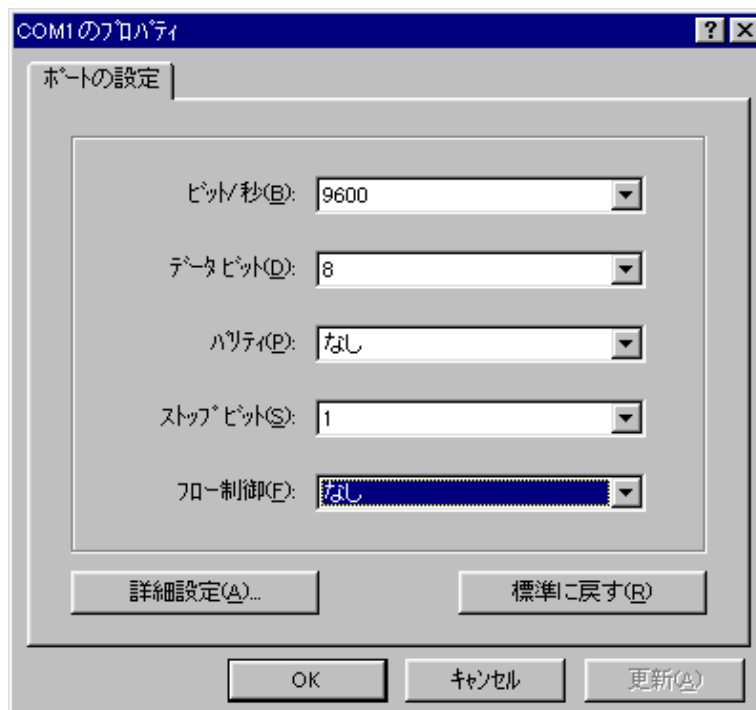 COM1のﾌﾟﾛﾊﾟﾃｨ
ﾎﾟｰﾄの設定
ﾋﾞｯﾄ/秒(B): 9600
ﾃﾞｰﾀ ﾋﾞｯﾄ(D): 8
ﾊﾟﾘﾃｨ(P): なし
ｽﾄｯﾌﾟ ﾋﾞｯﾄ(S): 1
ﾌﾛｰ制御(F): なし
詳細設定(A)... 標準に戻す(R)
OK ｷｬﾝｾﾙ 更新(A)